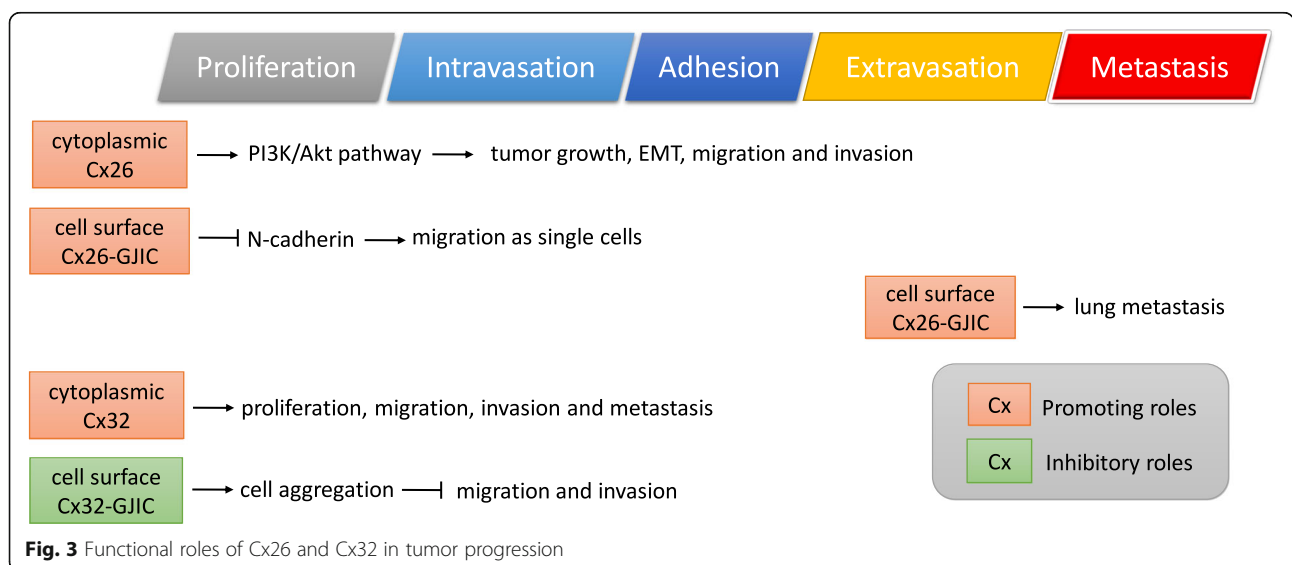 Proliferation Intravasation Adhesion Extravasation Metastasis
cytoplasmic
Cx26
PI3K/Akt pathway tumor growth, EMT, migration and invasion
cell surface
Cx26-GJIC
N-cadherin migration as single cells
cell surface
Cx26-GJIC
lung metastasis
cytoplasmic
Cx32
proliferation, migration, invasion and metastasis
cell surface
Cx32-GJIC
cell aggregation migration and invasion
Cx Promoting roles
Cx Inhibitory roles
Fig. 3 Functional roles of Cx26 and Cx32 in tumor progression